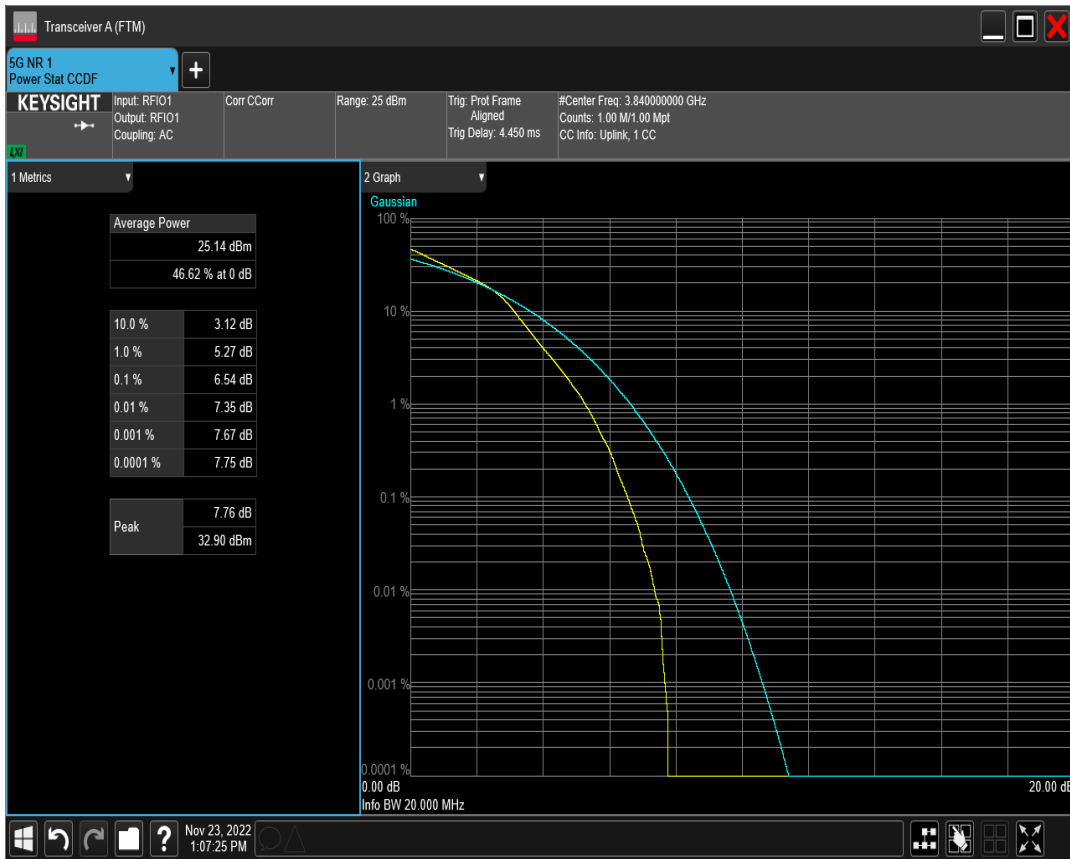 Transceiver A (FTM)
5G NR 1
Power Stat CCDF
+
KEYSIGHT
LXI
Input: RFIO1
Output: RFIO1
Coupling: AC
Corr CCorr
Range: 25 dBm
Trig: Prot Frame
Aligned
Trig Delay: 4.450 ms
#Center Freq: 3.840000000 GHz
Counts: 1.00 M/1.00 Mpt
CC Info: Uplink, 1 CC
1 Metrics
Average Power
25.14 dBm
46.62 % at 0 dB
10.0 % 3.12 dB
1.0 % 5.27 dB
0.1 % 6.54 dB
0.01 % 7.35 dB
0.001 % 7.67 dB
0.0001 % 7.75 dB
Peak 7.76 dB
32.90 dBm
2 Graph
Gaussian
100 %
10 %
1 %
0.1 %
0.01 %
0.001 %
0.0001 %
0.00 dB 20.00 dB
Info BW 20.000 MHz
?
Nov 23, 2022
1:07:25 PM